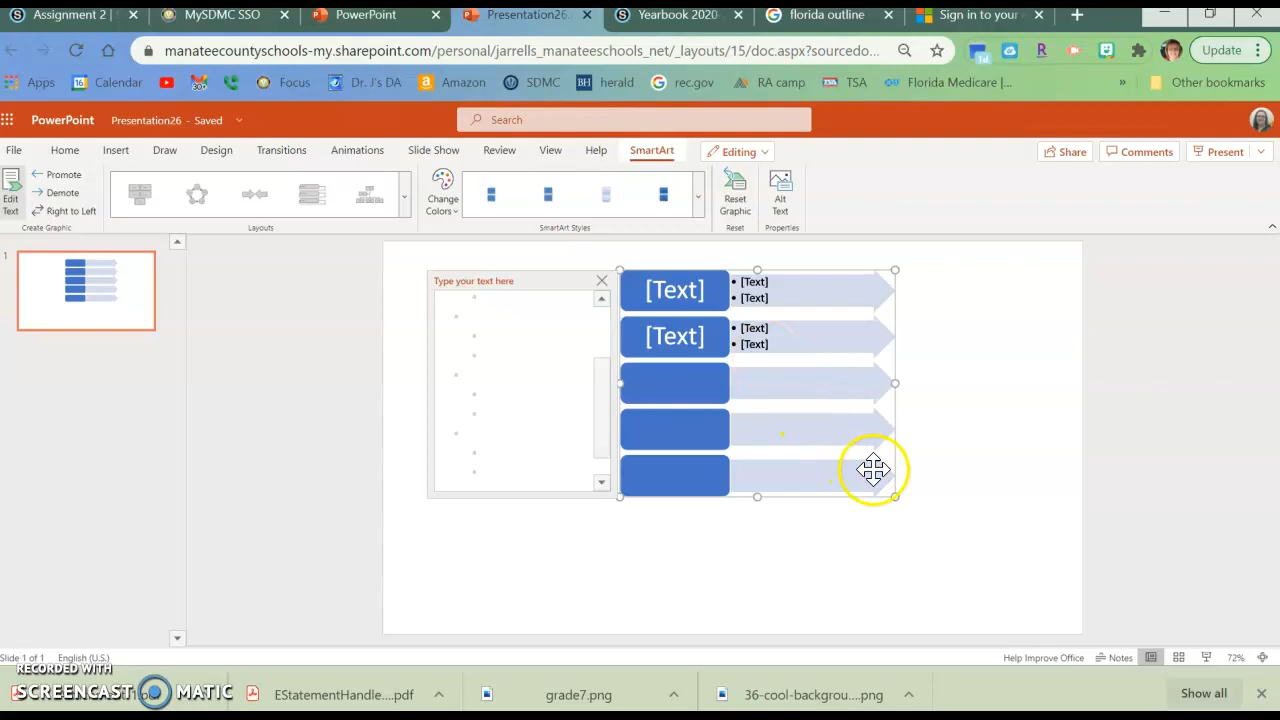 Assignment 2 |
MySDMC SSO
PowerPoint
Presentation26.
Yearbook 2020
florida outline
Sign in to your
manateecountyschools-my.sharepoint.com/personal/jarrells_manateeschools_net/_layouts/15/doc.aspx?sourcedo...
Update
Apps
Calendar
Focus
Dr. J's DA
Amazon
SDMC
herald
rec.gov
RA camp
TSA
Florida Medicare |...
»
Other bookmarks
PowerPoint
Presentation26 - Saved
Search
File
Home
Insert
Draw
Design
Transitions
Animations
Slide Show
Review
View
Help
SmartArt
Editing
Share
Comments
Present
Edit
Text
Promote
Demote
Right to Left
Create Graphic
Layouts
Change
Colors
SmartArt Styles
Reset
Graphic
Reset
Alt
Text
Properties
1
Type your text here
[Text]
• [Text]
• [Text]
[Text]
• [Text]
• [Text]
Slide 1 of 1
English (U.S.)
Help Improve Office
Notes
72%
RECORDED WITH
SCREENCAST MATIC
EStatementHandle....pdf
grade7.png
36-cool-backgrou....png
Show all